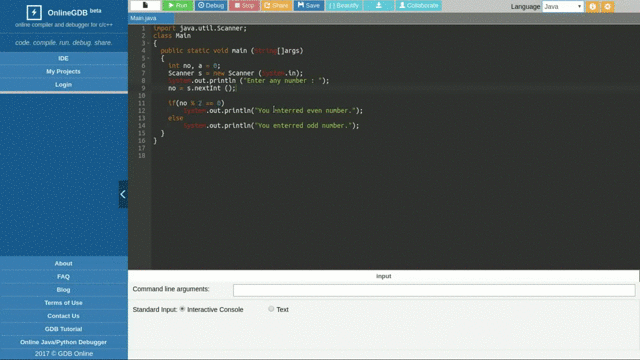 OnlineGDB beta
online compiler and debugger for c/c++
code. compile. run. debug. share.
IDE
My Projects
Login
About
FAQ
Blog
Terms of Use
Contact Us
GDB Tutorial
Online Java/Python Debugger
2017 © GDB Online
Run Debug Stop Share Save Beautify Collaborate
Language Java
Main.java
1 import java.util.Scanner;
2 class Main
3 {
4 public static void main (String[]args)
5 {
6 int no, a = 0;
7 Scanner s = new Scanner (System.in);
8 System.out.println ("Enter any number : ");
9 no = s.nextInt ();
10
11 if(no % 2 == 0)
12 System.out.println("You enterred even number.");
13 else
14 System.out.println("You enterred odd number.");
15 }
16 }
17
18
input
Command line arguments:
Standard Input: Interactive Console Text